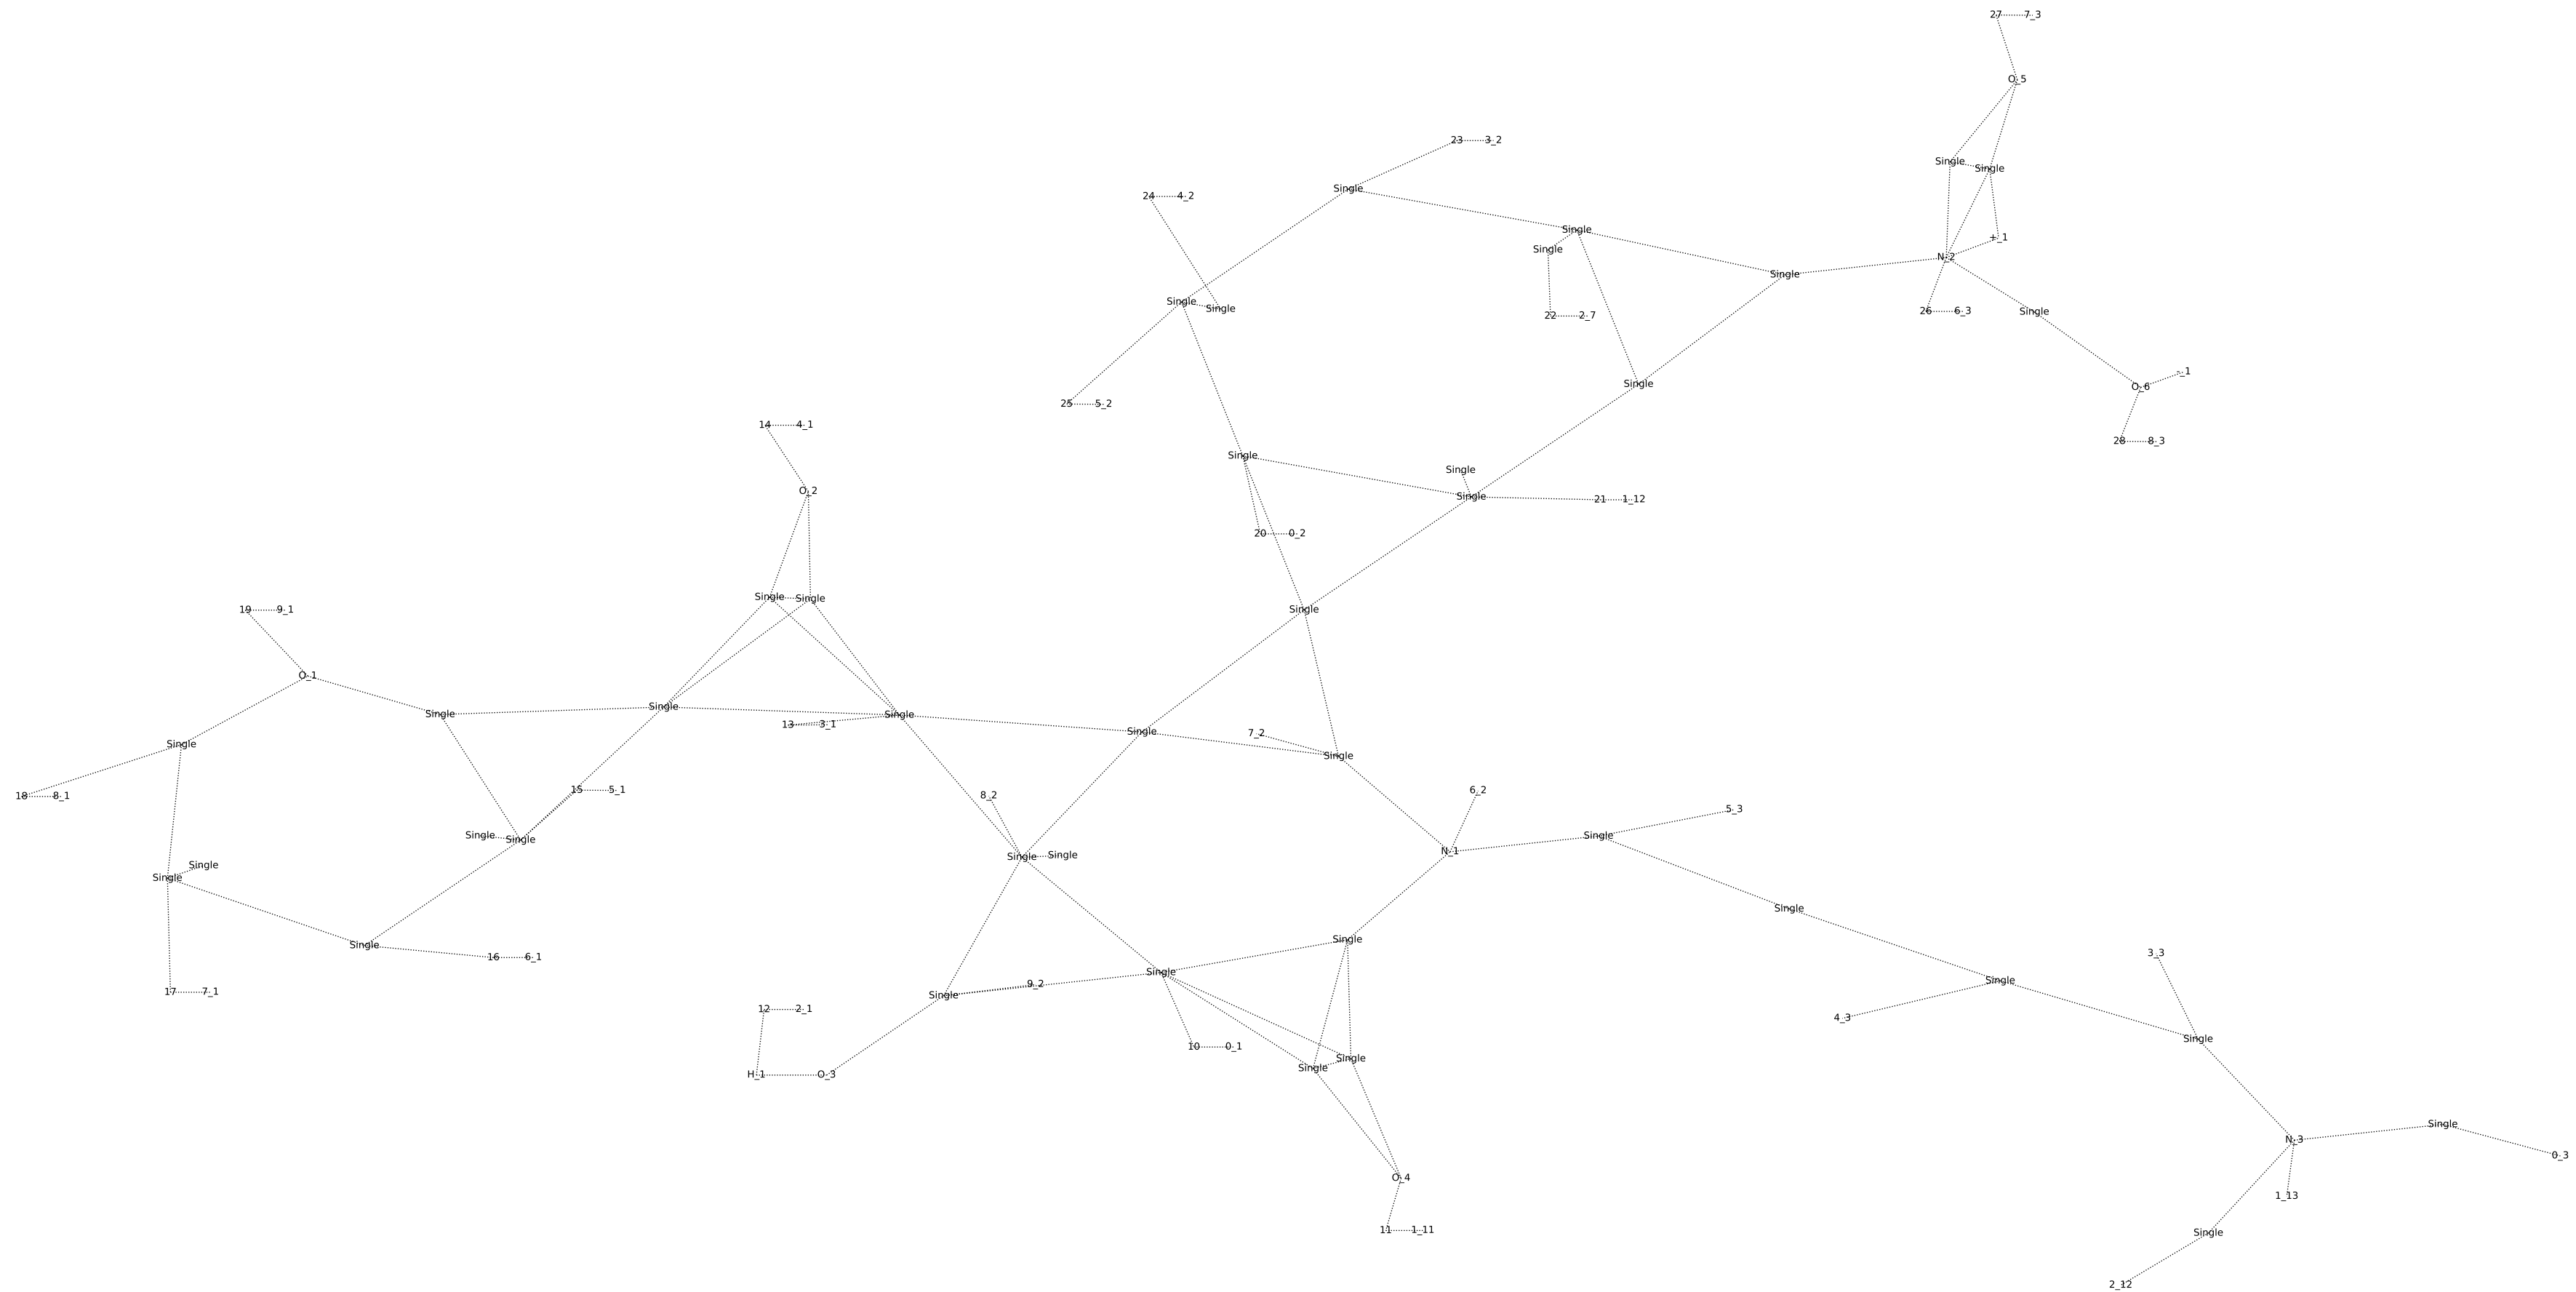 27 7_3
O_5
23 3_2
Single Single
Single
24 4_2
Single
Single
+_1
N_2
Single
Single
Single Single
26 6_3 Single
22 2_7
-_1
Single
O_6
25 5_2
14 4_1
28 8_3
Single
Single
O_2
Single
21 1_12
20 0_2
Single Single
19 9_1
Single
O_1
Single
Single
Single
13 3_1
Single
7_2
Single
Single
15 5_1
6_2
8_2
18 8_1
5_3
Single Single
Single
N_1
Single Single
Single
Single
Single
Single
Single
3_3
16 6_1
Single
Single
9_2
17 7_1
Single
12 2_1
4_3
Single
10 0_1
Single
Single
H_1 O_3
Single
N_3
0_3
O_4
1_13
11 1_11
Single
2_12